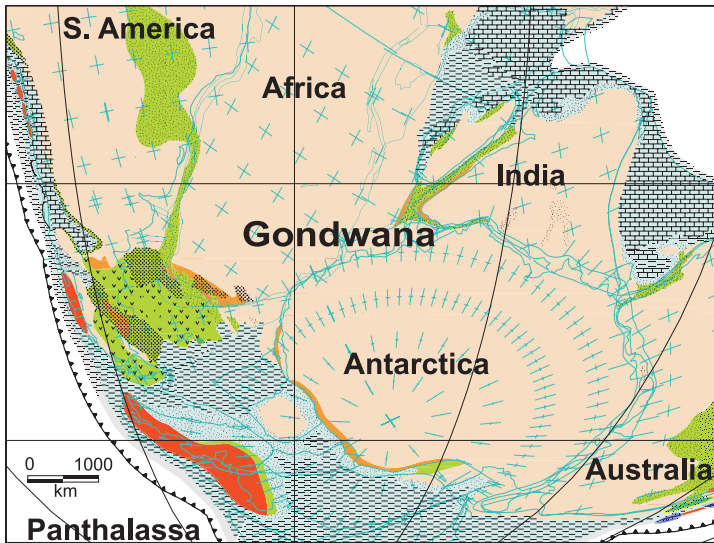 S. America
Africa
India
Gondwana
Antarctica
0 1000
km
Australia
Panthalassa